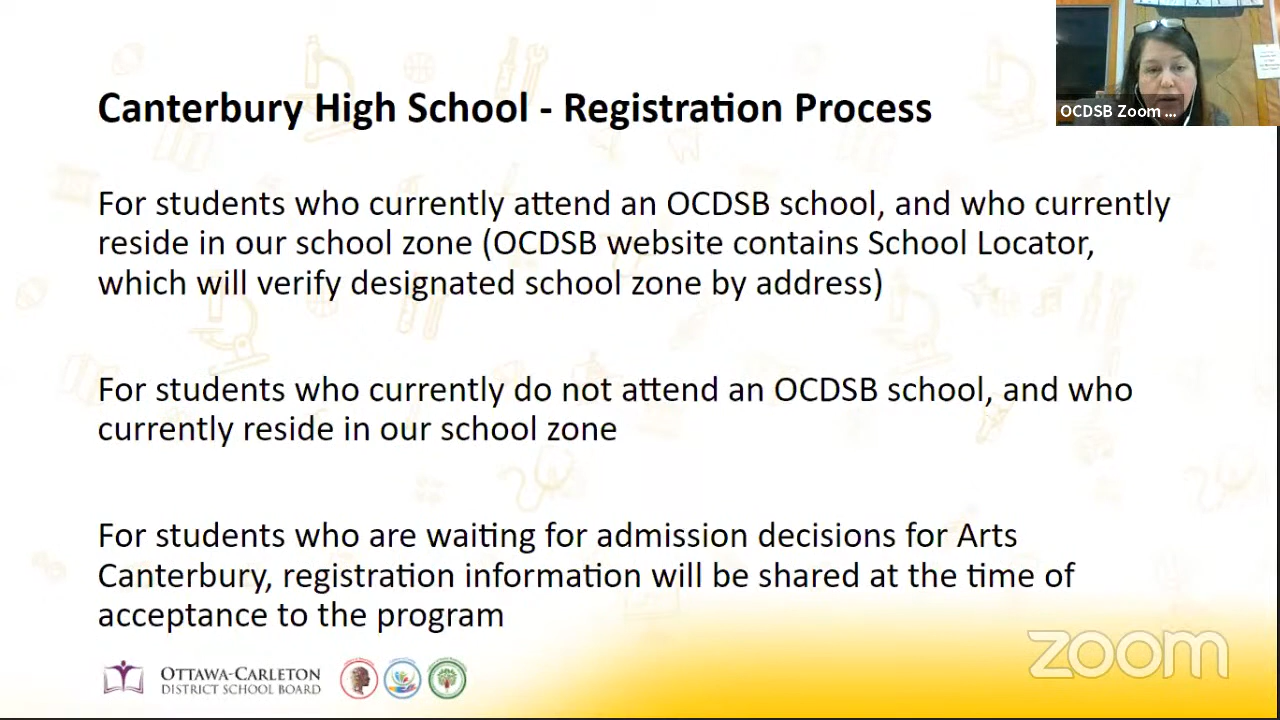 Canterbury High School - Registration Process
OCDSB Zoom ...
For students who currently attend an OCDSB school, and who currently
reside in our school zone (OCDSB website contains School Locator,
which will verify designated school zone by address)
For students who currently do not attend an OCDSB school, and who
currently reside in our school zone
For students who are waiting for admission decisions for Arts
Canterbury, registration information will be shared at the time of
acceptance to the program
OTTAWA-CARLETON
DISTRICT SCHOOL BOARD
zoom